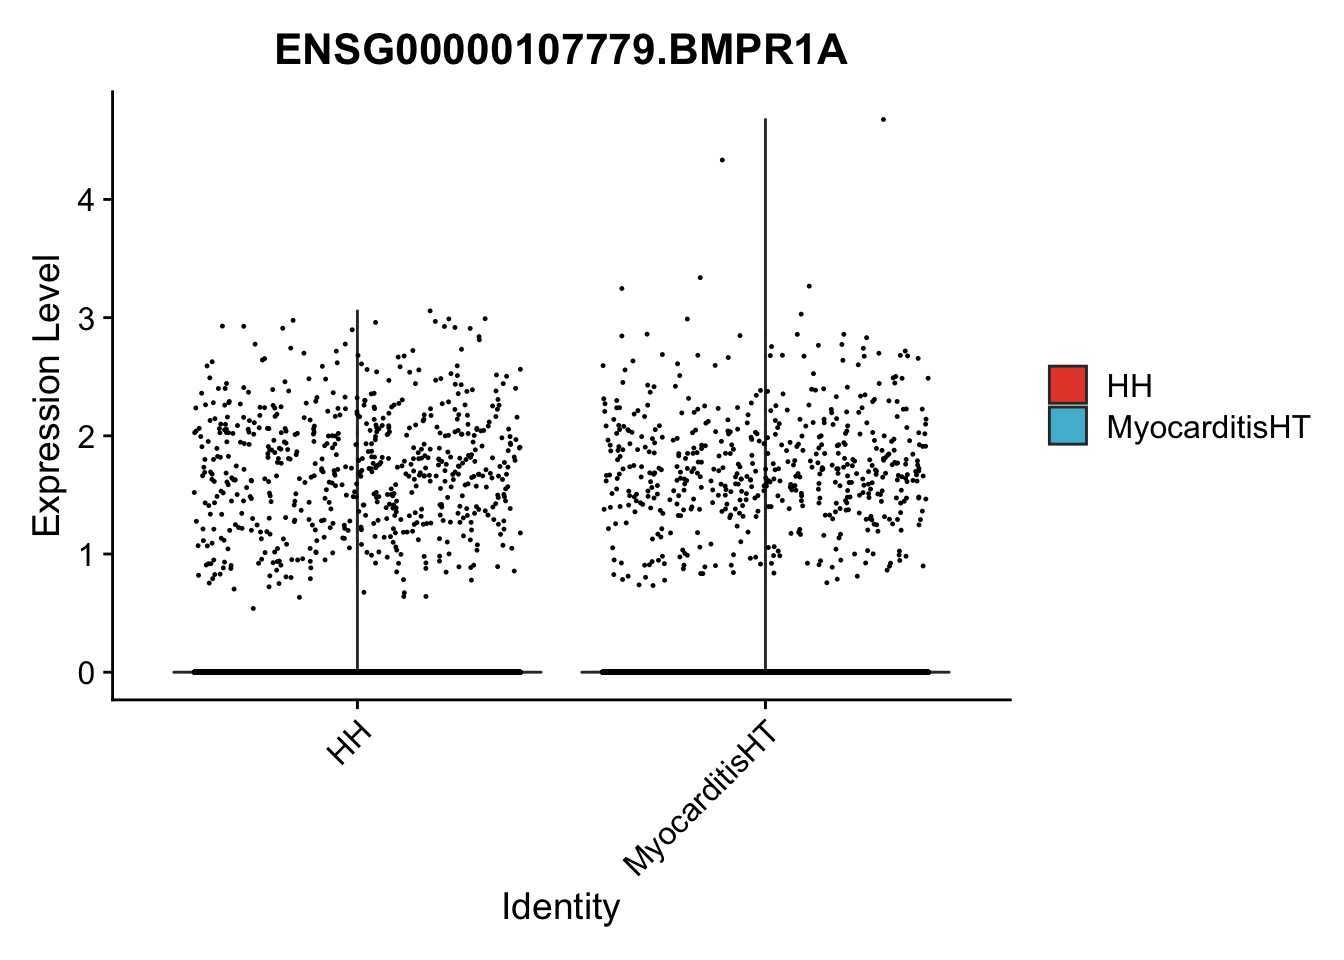 ENSG00000107779.BMPR1A
Expression Level
4
3
2
1
0
HH
MyocarditisHT
Identity
HH
MyocarditisHT